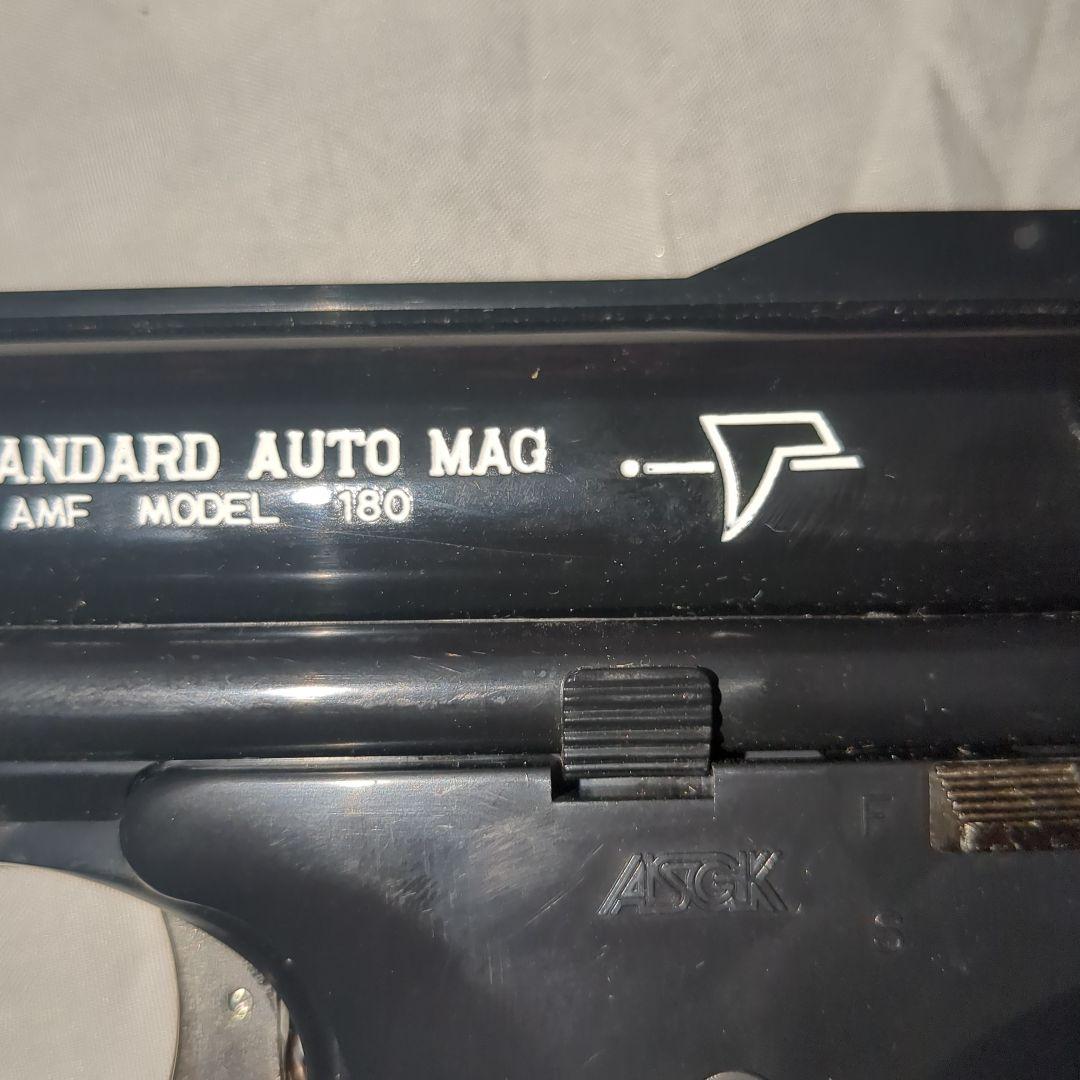 ANDARD AUTO MAG
AMF MODEL 180
F
ASGK
S